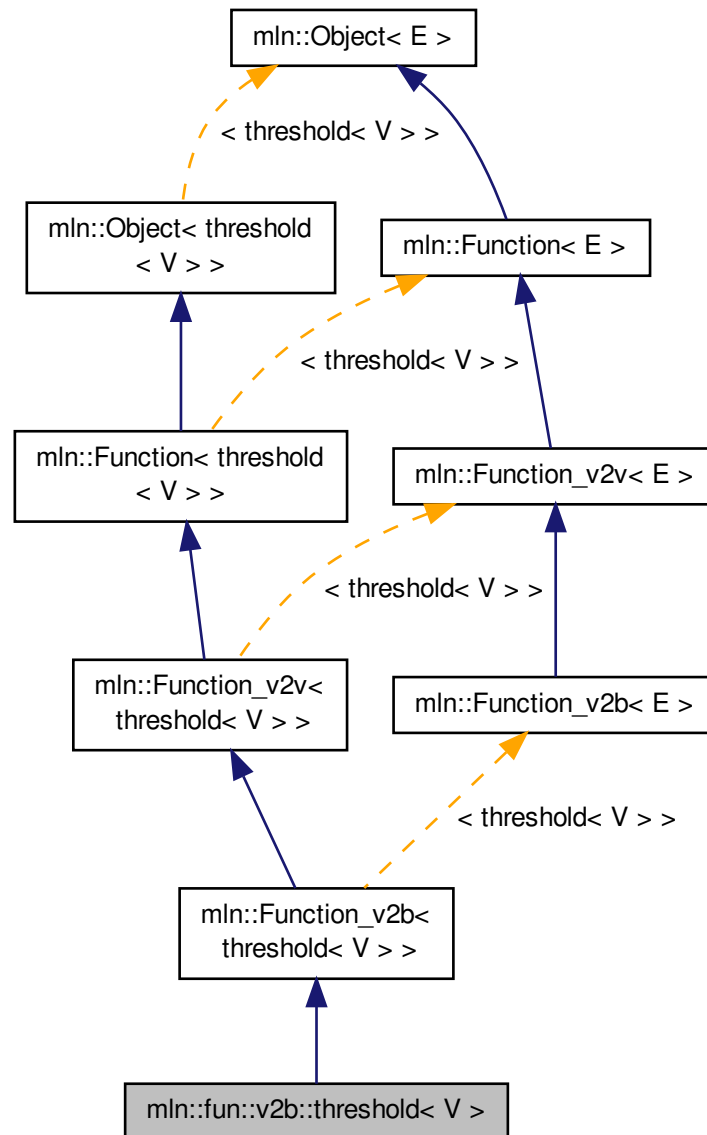 mln::Object< E >
< threshold< V > >
mln::Object< threshold
< V > >
mln::Function< E >
< threshold< V > >
mln::Function< threshold
< V > >
mln::Function_v2v< E >
< threshold< V > >
mln::Function_v2v<
threshold< V > >
mln::Function_v2b< E >
< threshold< V > >
mln::Function_v2b<
threshold< V > >
mln::fun::v2b::threshold< V >